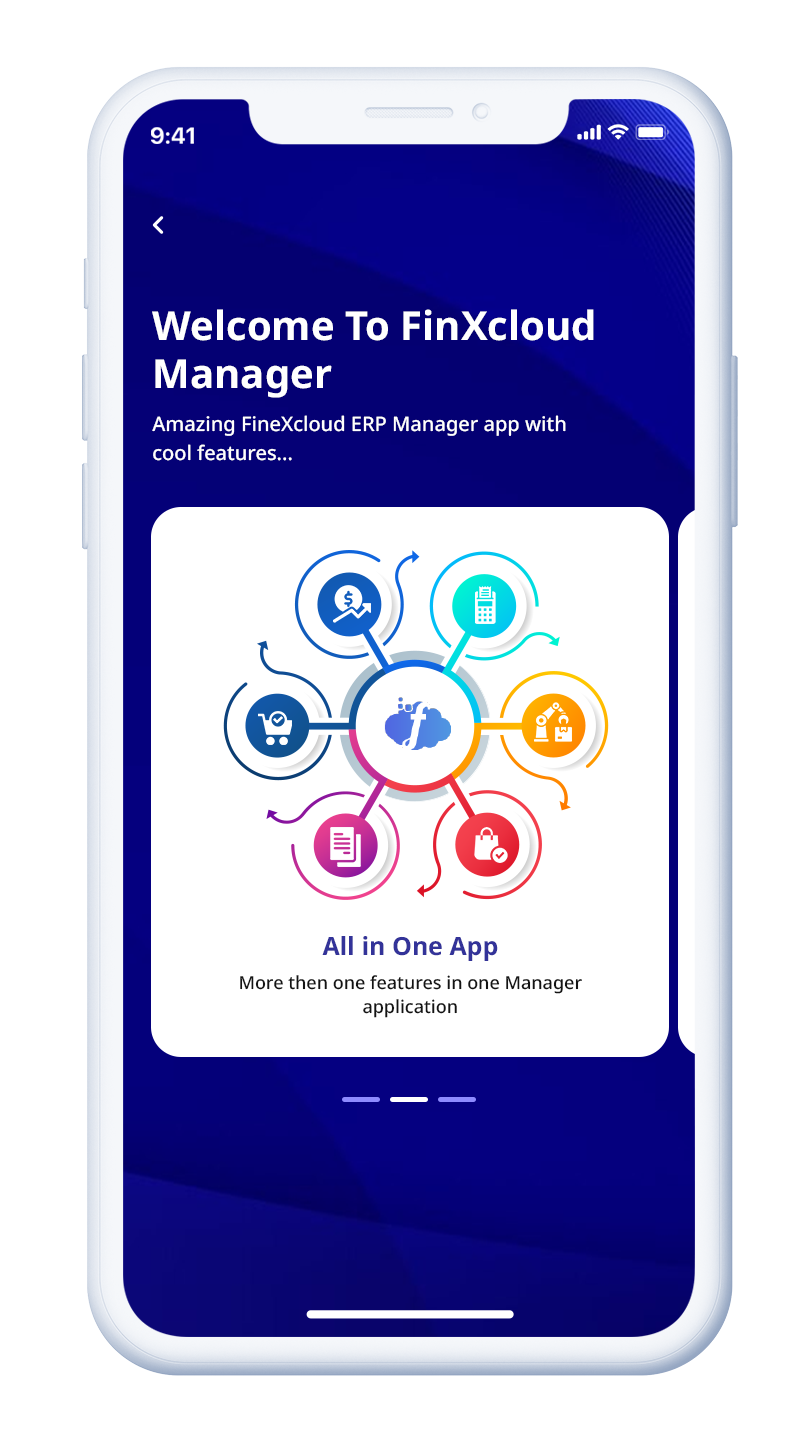 9:41
Welcome To FinXcloud
Manager
Amazing FineXcloud ERP Manager app with
cool features...
$
f
All in One App
More then one features in one Manager
application